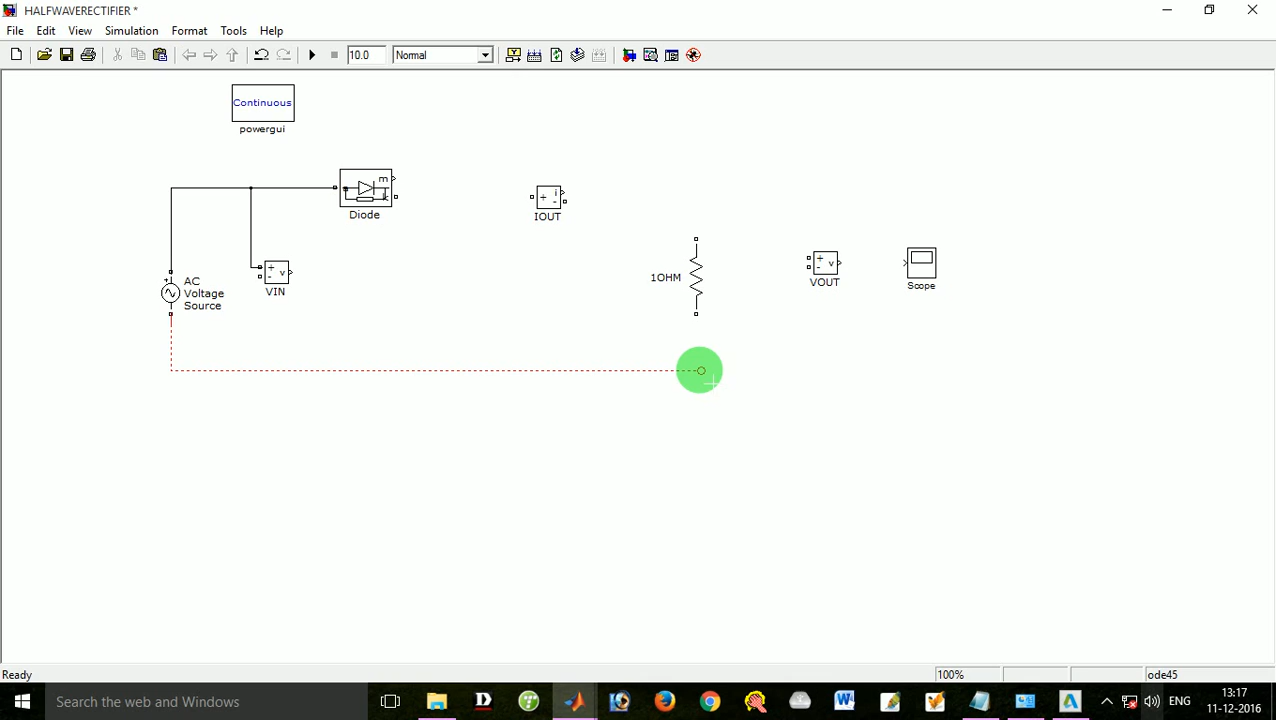 HALFWAVERECTIFIER *
File Edit View Simulation Format Tools Help
10.0 Normal
Continuous
powergui
m
k
Diode
i
+
-
IOUT
AC
Voltage
Source
+
+
-
v
VIN
1OHM
+
-
v
VOUT
Scope
Ready 100% ode45
Search the web and Windows
D W ENG 13:17
11-12-2016